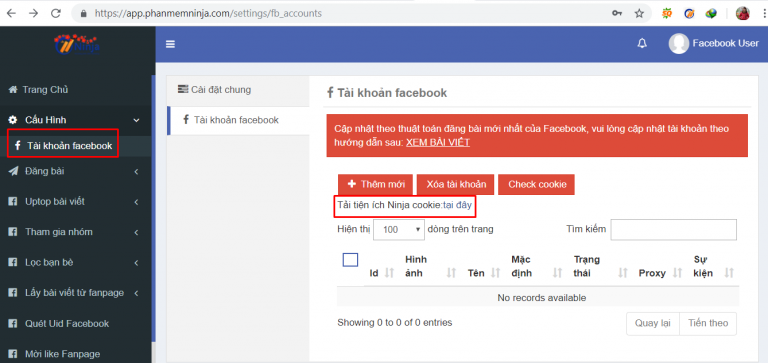 https://app.phanmemninja.com/settings/fb_accounts
Facebook User
Trang Chủ
Cấu Hình
Tài khoản facebook
Đăng bài
Uptop bài viết
Tham gia nhóm
Lọc bạn bè
Lấy bài viết từ fanpage
Quét Uid Facebook
Mời like Fanpage
Cài đặt chung
Tài khoản facebook
Tài khoản facebook
Cập nhật theo thuật toán đăng bài mới nhất của Facebook, vui lòng cập nhật tài khoản theo
hướng dẫn sau: XEM BÀI VIẾT
Thêm mới Xóa tài khoản Check cookie
Tải tiện ích Ninja cookie:tại đây
Hiện thị 100 dòng trên trang Tìm kiếm
Id Hình ảnh Tên Mặc định Trạng thái Proxy Sự kiện
No records available
Showing 0 to 0 of 0 entries Quay lại Tiến theo